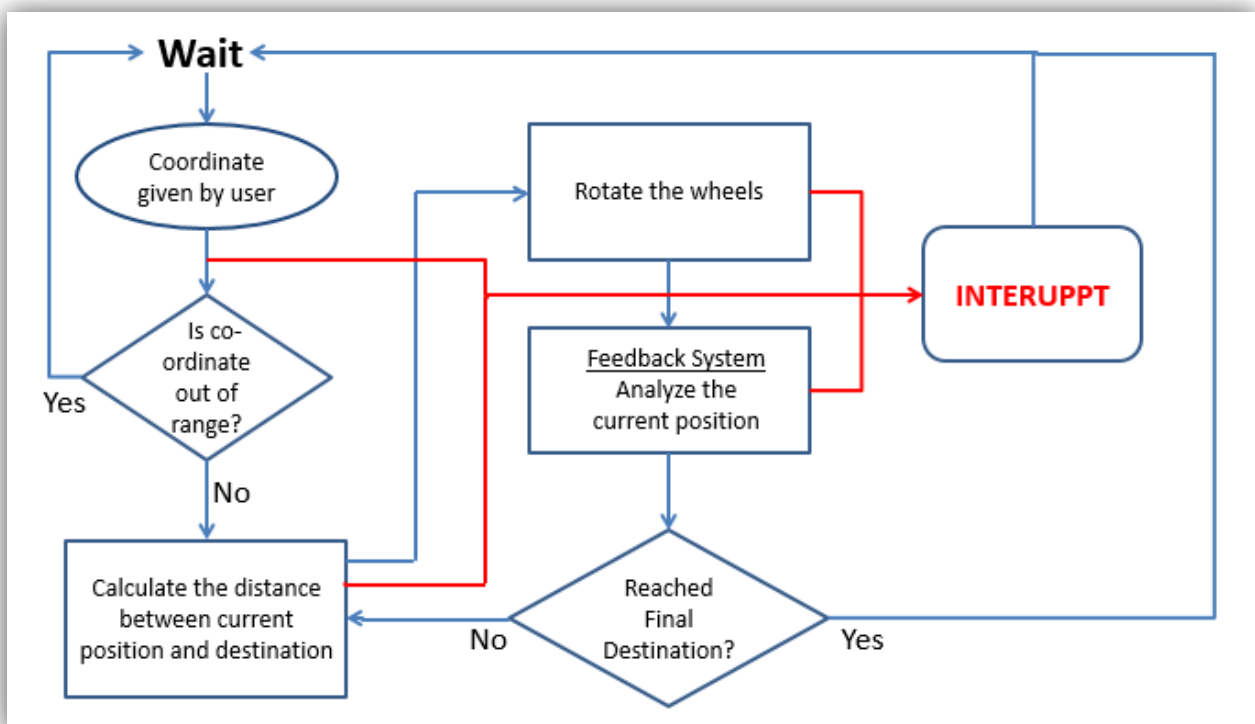 Wait
Coordinate
given by user
Is co-
ordinate
out of
range?
Yes
No
Calculate the distance
between current
position and destination
Rotate the wheels
Feedback System
Analyze the
current position
Reached
Final
Destination?
No
Yes
INTERUPPT